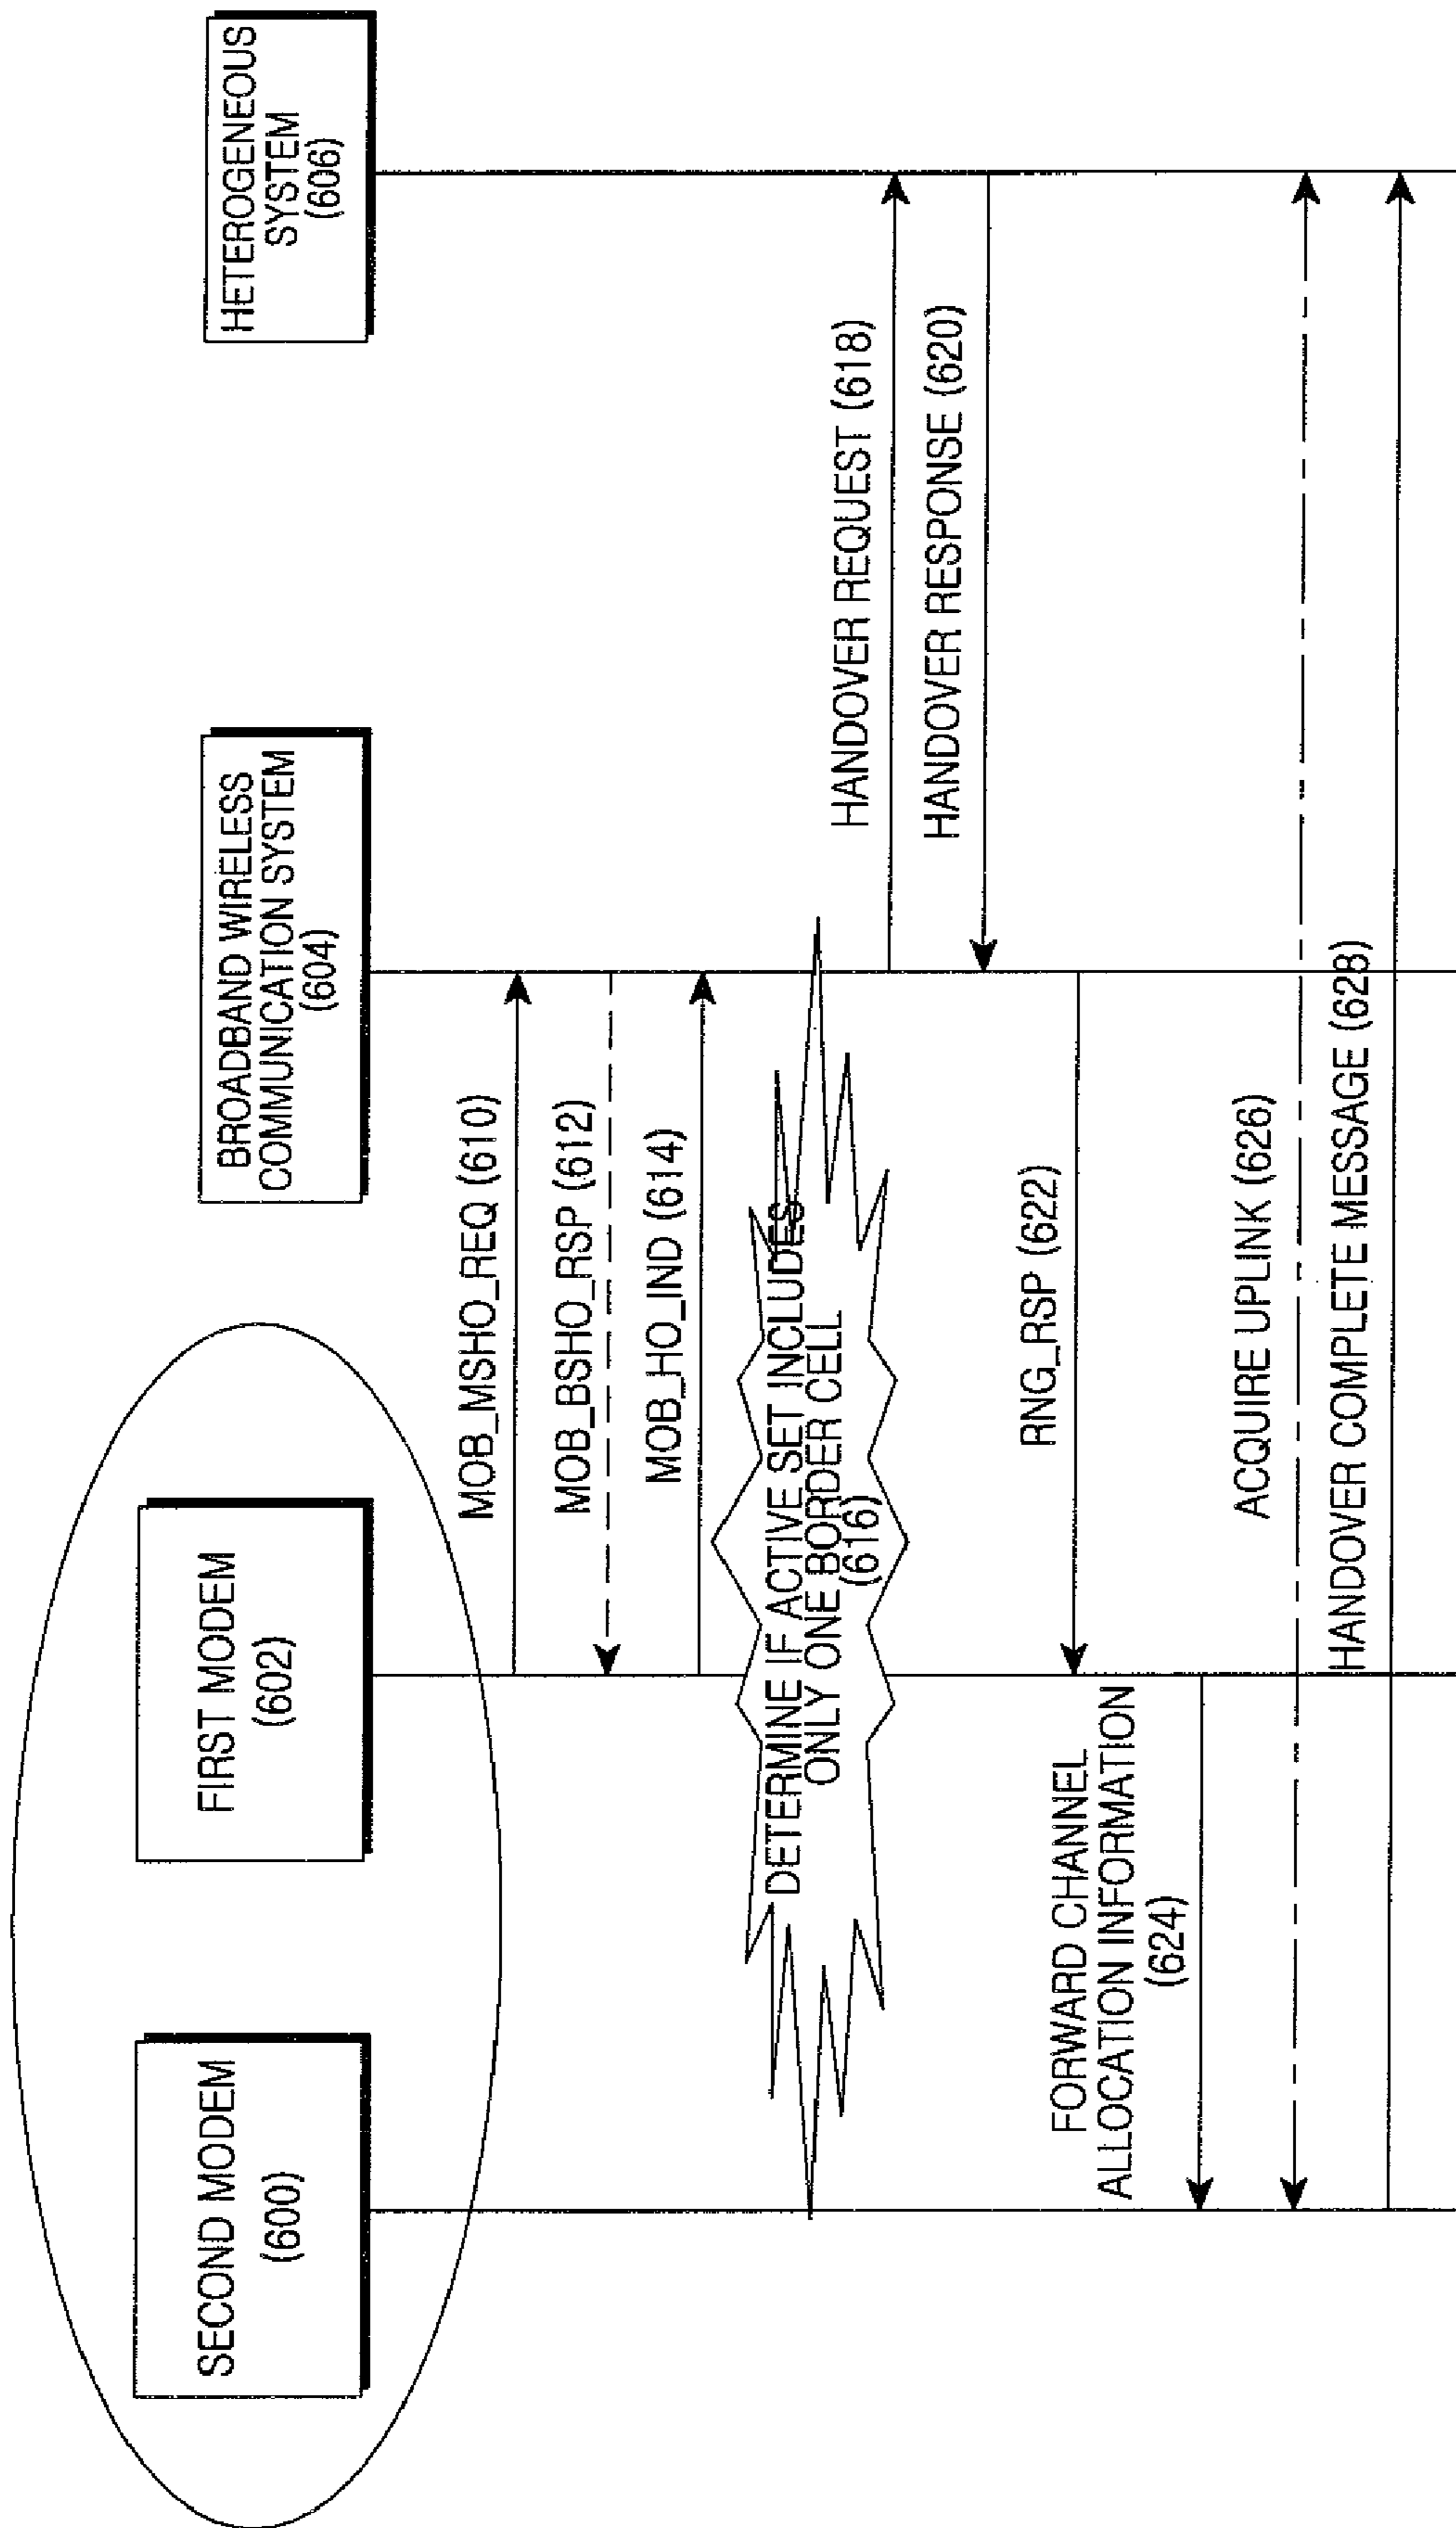 SECOND MODEM
(600)
FIRST MODEM
(602)
BROADBAND WIRELESS
COMMUNICATION SYSTEM
(604)
HETEROGENEOUS
SYSTEM
(606)
MOB_MSHO_REQ (610)
MOB_BSHO_RSP (612)
MOB_HO_IND (614)
DETERMINE IF ACTIVE SET INCLUDES
ONLY ONE BORDER CELL
(616)
HANDOVER REQUEST (618)
HANDOVER RESPONSE (620)
RNG_RSP (622)
FORWARD CHANNEL
ALLOCATION INFORMATION
(624)
ACQUIRE UPLINK (626)
HANDOVER COMPLETE MESSAGE (628)